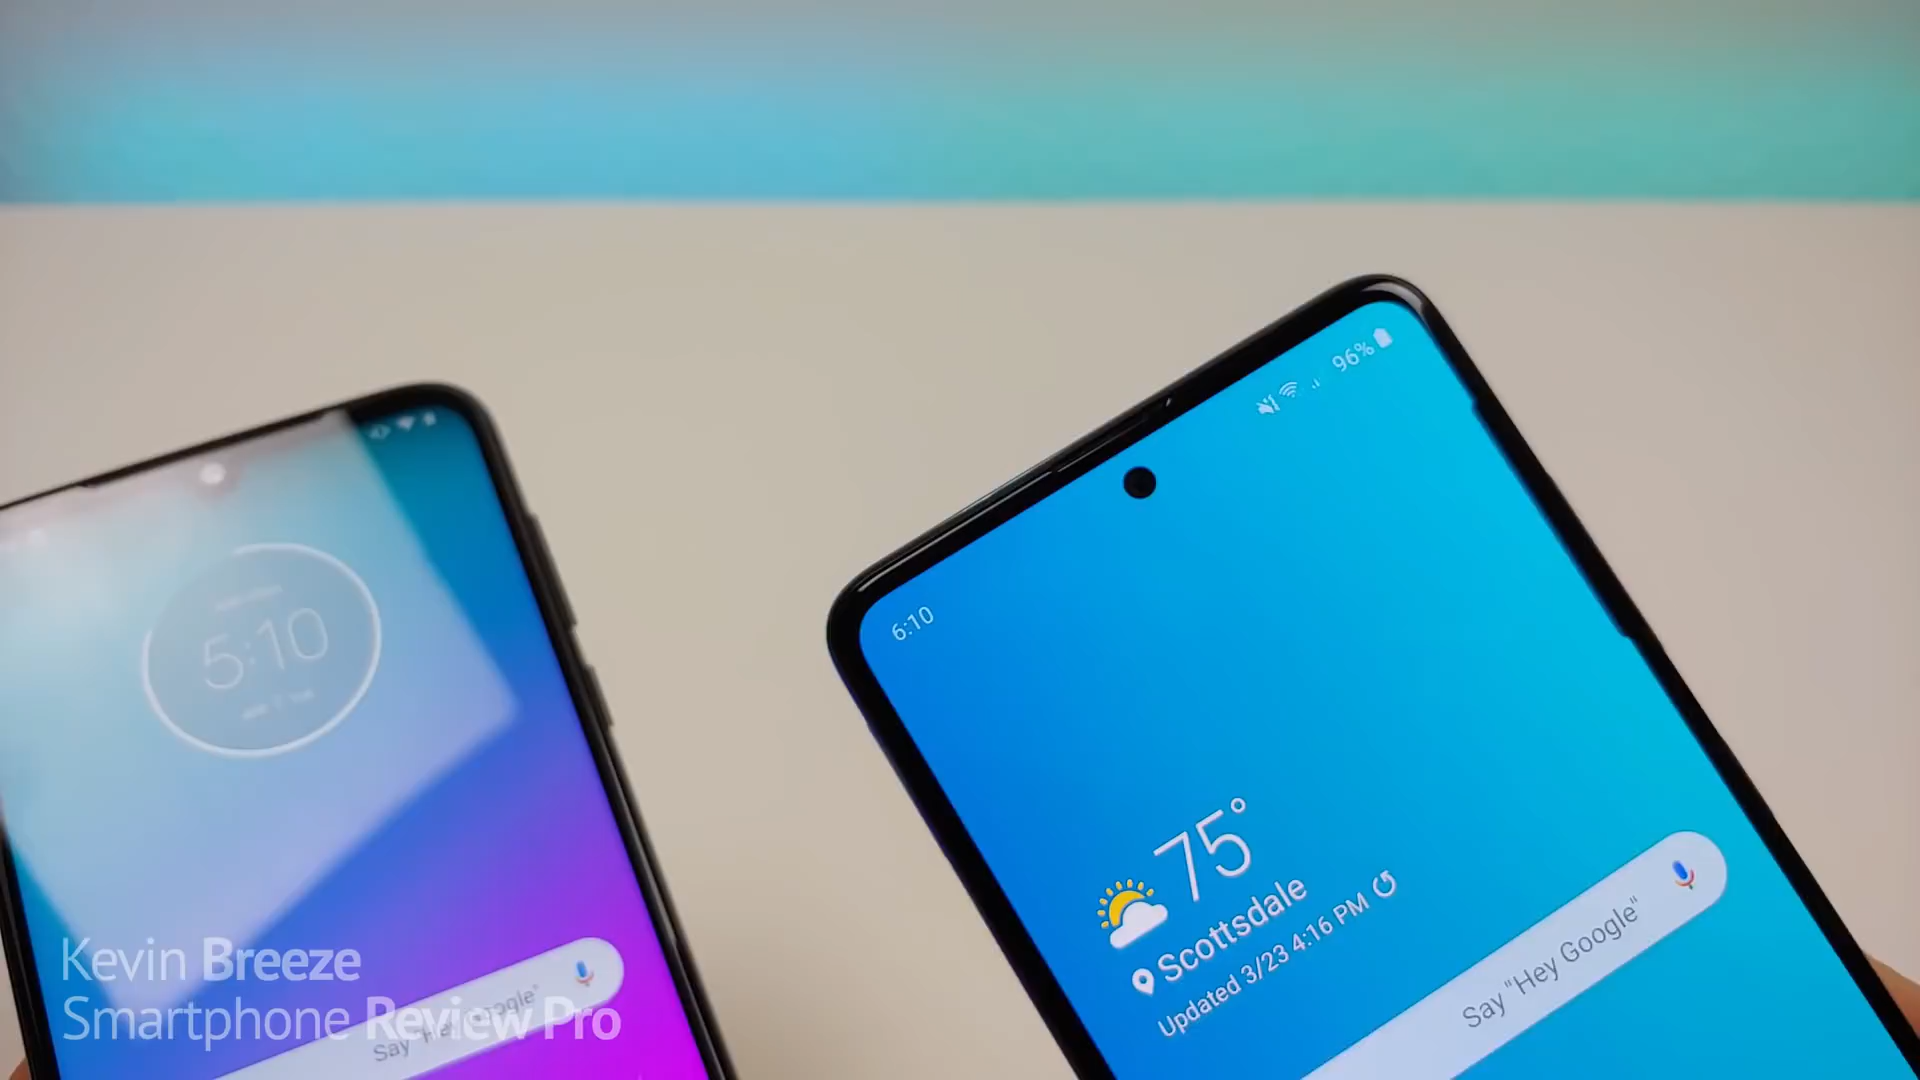 5:10
Say "Hey Google"
6:10
96%
75°
Scottsdale
Updated 3/23 4:16 PM
Say "Hey Google"
Kevin Breeze
Smartphone Review Pro